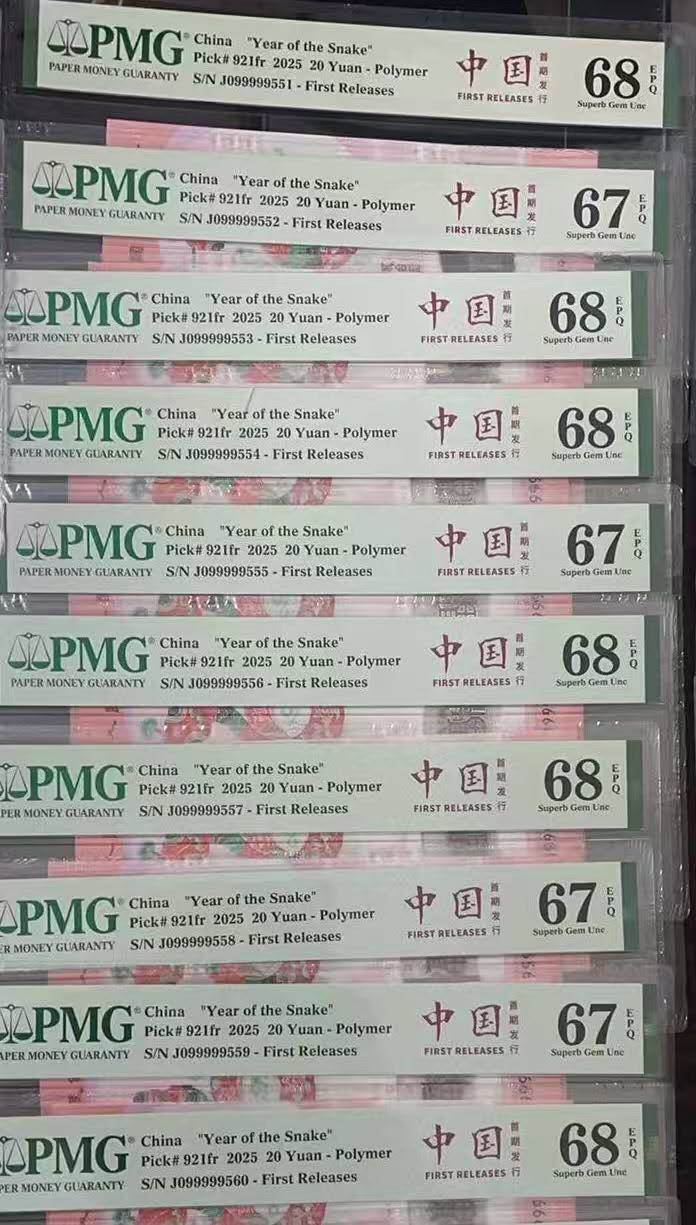 PMG® China "Year of the Snake"
Pick# 921fr 2025 20 Yuan - Polymer
PAPER MONEY GUARANTY S/N J099999551 - First Releases
中国 首期发行
FIRST RELEASES
68 EPQ
Superb Gem Unc
PMG® China "Year of the Snake"
Pick# 921fr 2025 20 Yuan - Polymer
PAPER MONEY GUARANTY S/N J099999552 - First Releases
中国 首期发行
FIRST RELEASES
67 EPQ
Superb Gem Unc
PMG® China "Year of the Snake"
Pick# 921fr 2025 20 Yuan - Polymer
PAPER MONEY GUARANTY S/N J099999553 - First Releases
中国 首期发行
FIRST RELEASES
68 EPQ
Superb Gem Unc
PMG® China "Year of the Snake"
Pick# 921fr 2025 20 Yuan - Polymer
PAPER MONEY GUARANTY S/N J099999554 - First Releases
中国 首期发行
FIRST RELEASES
68 EPQ
Superb Gem Unc
PMG® China "Year of the Snake"
Pick# 921fr 2025 20 Yuan - Polymer
PAPER MONEY GUARANTY S/N J099999555 - First Releases
中国 首期发行
FIRST RELEASES
67 EPQ
Superb Gem Unc
PMG® China "Year of the Snake"
Pick# 921fr 2025 20 Yuan - Polymer
PAPER MONEY GUARANTY S/N J099999556 - First Releases
中国 首期发行
FIRST RELEASES
68 EPQ
Superb Gem Unc
PMG® China "Year of the Snake"
Pick# 921fr 2025 20 Yuan - Polymer
PER MONEY GUARANTY S/N J099999557 - First Releases
中国 首期发行
FIRST RELEASES
68 EPQ
Superb Gem Unc
PMG® China "Year of the Snake"
Pick# 921fr 2025 20 Yuan - Polymer
ER MONEY GUARANTY S/N J099999558 - First Releases
中国 首期发行
FIRST RELEASES
67 EPQ
Superb Gem Unc
PMG® China "Year of the Snake"
Pick# 921fr 2025 20 Yuan - Polymer
APER MONEY GUARANTY S/N J099999559 - First Releases
中国 首期发行
FIRST RELEASES
67 EPQ
Superb Gem Unc
PMG® China "Year of the Snake"
Pick# 921fr 2025 20 Yuan - Polymer
PER MONEY GUARANTY S/N J099999560 - First Releases
中国 首期发行
FIRST RELEASES
68 EPQ
Superb Gem Unc